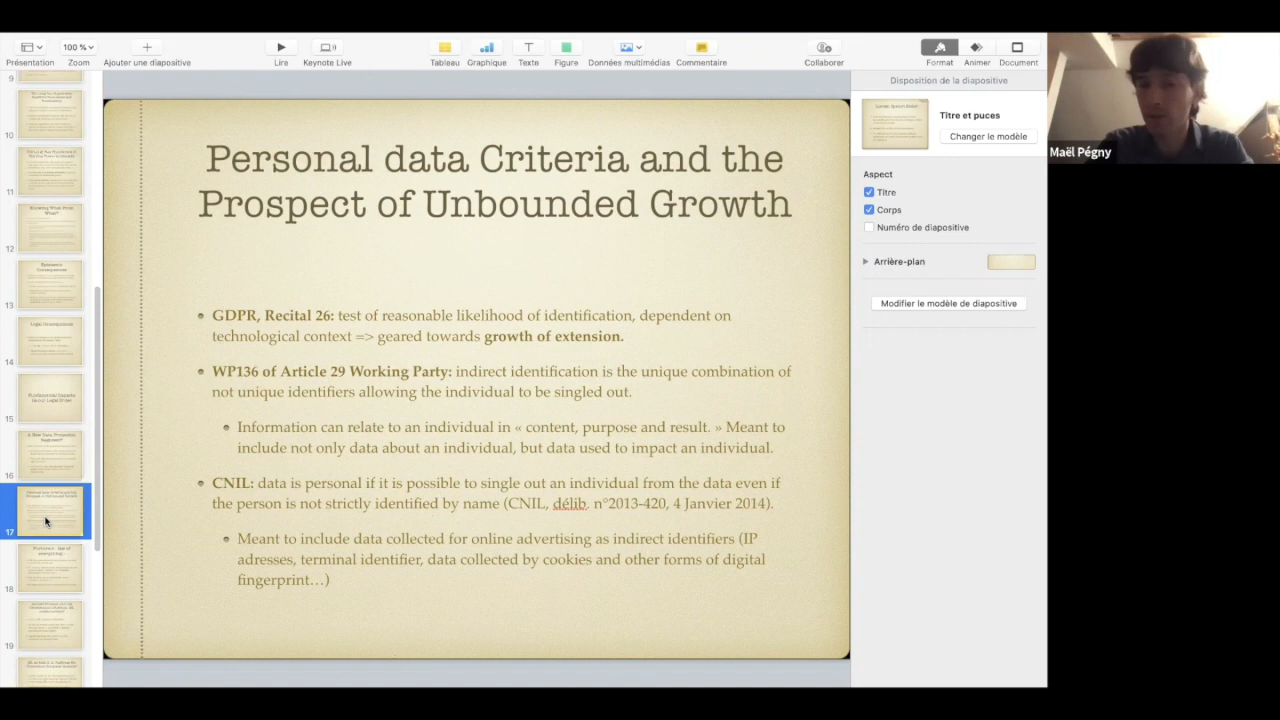 100 %
Présentation
Zoom
Ajouter une diapositive
Lire
Keynote Live
Tableau
Graphique
Texte
Figure
Données multimédias
Commentaire
Collaborer
Format
Animer
Document
9
10
11
12
13
14
15
16
17
18
19
Personal data Criteria and the
Prospect of Unbounded Growth
GDPR, Recital 26: test of reasonable likelihood of identification, dependent on
technological context => geared towards growth of extension.
WP136 of Article 29 Working Party: indirect identification is the unique combination of
not unique identifiers allowing the individual to be singled out.
Information can relate to an individual in « content, purpose and result. » Meant to
include not only data about an individual, but data used to impact an individual.
CNIL: data is personal if it is possible to single out an individual from the data even if
the person is not strictly identified by name (CNIL, délib. n°2013-420, 4 Janvier 2014).
Meant to include data collected for online advertising as indirect identifiers (IP
adresses, terminal identifier, data collected by cookies and other forms of digital
fingerprint…)
Disposition de la diapositive
Titre et puces
Changer le modèle
Aspect
Titre
Corps
Numéro de diapositive
Arrière-plan
Modifier le modèle de diapositive
Maël Pégny